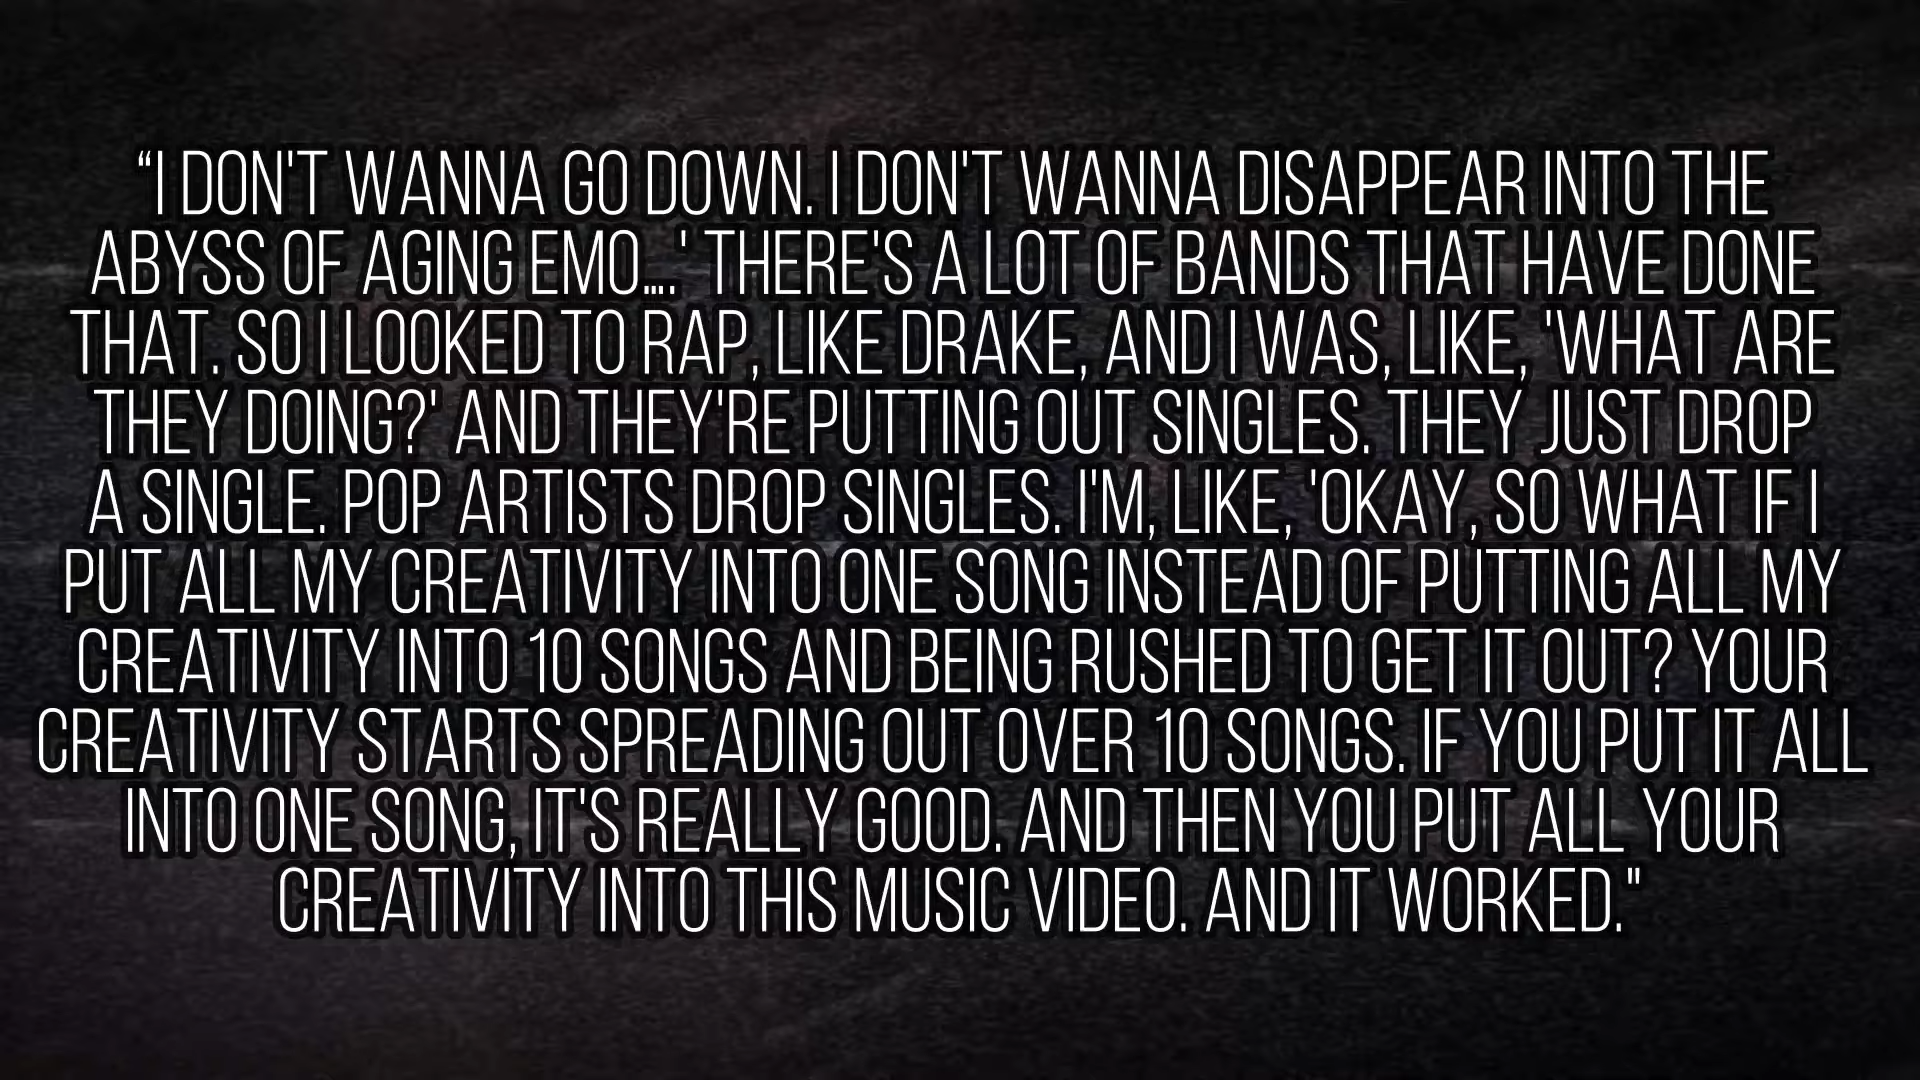 “I DON'T WANNA GO DOWN. I DON'T WANNA DISAPPEAR INTO THE
ABYSS OF AGING EMO....' THERE'S A LOT OF BANDS THAT HAVE DONE
THAT. SO I LOOKED TO RAP, LIKE DRAKE, AND I WAS, LIKE, 'WHAT ARE
THEY DOING?' AND THEY'RE PUTTING OUT SINGLES. THEY JUST DROP
A SINGLE. POP ARTISTS DROP SINGLES. I'M, LIKE, 'OKAY, SO WHAT IF I
PUT ALL MY CREATIVITY INTO ONE SONG INSTEAD OF PUTTING ALL MY
CREATIVITY INTO 10 SONGS AND BEING RUSHED TO GET IT OUT? YOUR
CREATIVITY STARTS SPREADING OUT OVER 10 SONGS. IF YOU PUT IT ALL
INTO ONE SONG, IT'S REALLY GOOD. AND THEN YOU PUT ALL YOUR
CREATIVITY INTO THIS MUSIC VIDEO. AND IT WORKED."